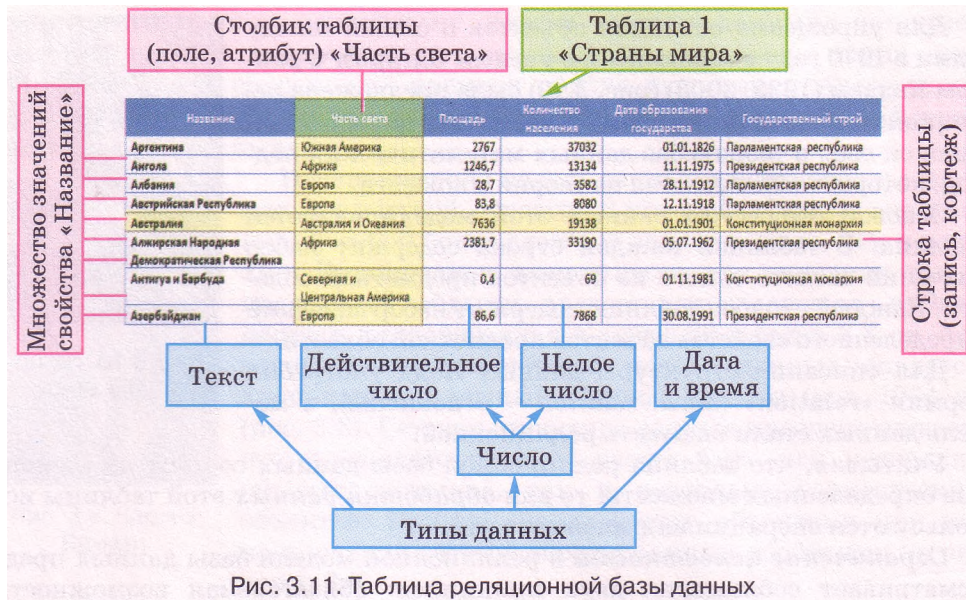 Столбик таблицы
(поле, атрибут) «Часть света»
Таблица 1
«Страны мира»
Множество значений
свойства «Название»
Строка таблицы
(запись, кортеж)
Название Часть света Площадь Количество населения Дата образования государства Государственный строй
Аргентина Южная Америка 2767 37032 01.01.1826 Парламентская республика
Ангола Африка 1246,7 13134 11.11.1975 Президентская республика
Албания Европа 28,7 3582 28.11.1912 Парламентская республика
Австрийская Республика Европа 83,8 8080 12.11.1918 Парламентская республика
Австралия Австралия и Океания 7636 19138 01.01.1901 Конституционная монархия
Алжирская Народная Африка 2381,7 33190 05.07.1962 Президентская республика
Демократическая Республика
Антигуа и Барбуда Северная и 0,4 69 01.11.1981 Конституционная монархия
Центральная Америка
Азербайджан Европа 86,6 7868 30.08.1991 Президентская республика
Текст
Действительное
число
Целое
число
Дата
и время
Число
Типы данных
Рис. 3.11. Таблица реляционной базы данных